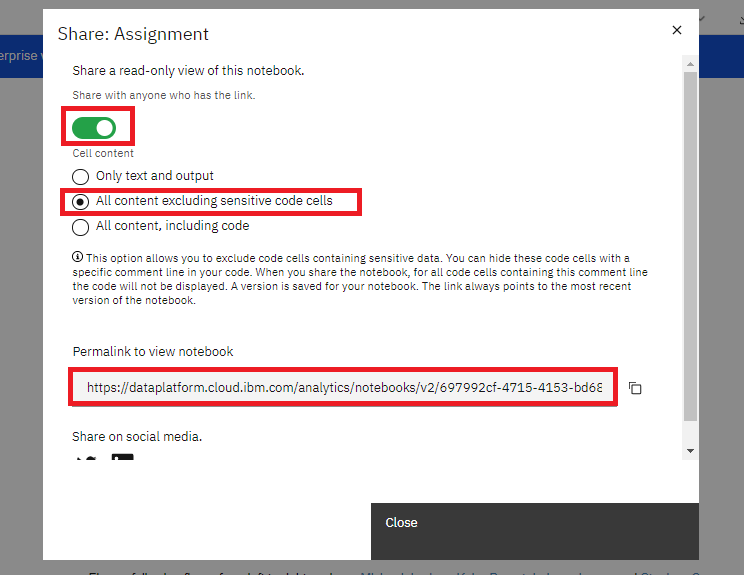 Share: Assignment
erprise
Share a read-only view of this notebook.
Share with anyone who has the link.
Cell content
Only text and output
All content excluding sensitive code cells
All content, including code
This option allows you to exclude code cells containing sensitive data. You can hide these code cells with a
specific comment line in your code. When you share the notebook, for all code cells containing this comment line
the code will not be displayed. A version is saved for your notebook. The link always points to the most recent
version of the notebook.
Permalink to view notebook
https://dataplatform.cloud.ibm.com/analytics/notebooks/v2/697992cf-4715-4153-bd68
Share on social media.
Close